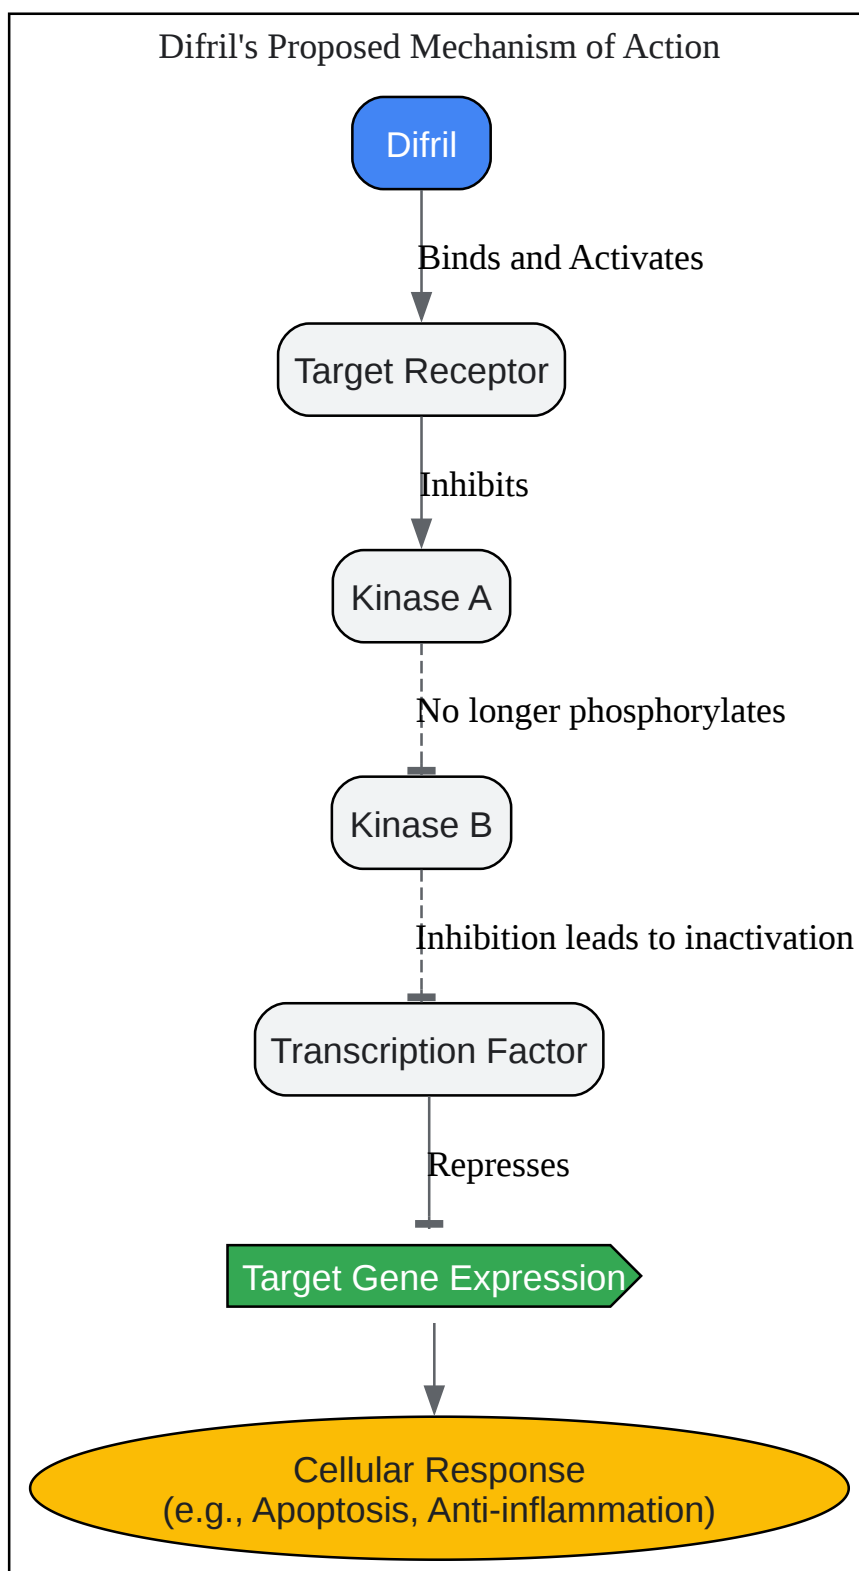 Difril's Proposed Mechanism of Action
Difril
Binds and Activates
Target Receptor
Inhibits
Kinase A
No longer phosphorylates
Kinase B
Inhibition leads to inactivation
Transcription Factor
Represses
Target Gene Expression
Cellular Response
(e.g., Apoptosis, Anti-inflammation)